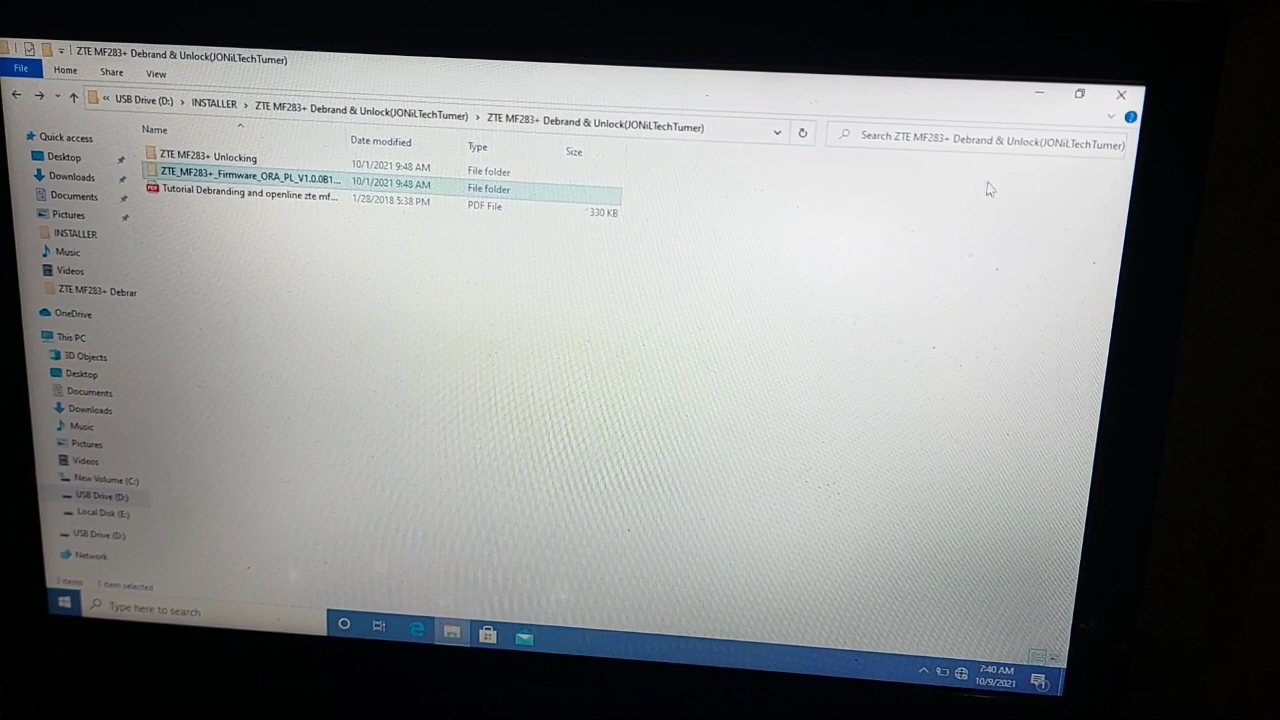 ZTE MF283+ Debrand & Unlock(JONiLTechTumer)
File Home Share View
« USB Drive (D:) › INSTALLER › ZTE MF283+ Debrand & Unlock(JONiLTechTumer) › ZTE MF283+ Debrand & Unlock(JONiLTechTumer)
Search ZTE MF283+ Debrand & Unlock(JONiLTechTumer)
Name Date modified Type Size
ZTE MF283+ Unlocking 10/1/2021 9:48 AM File folder
ZTE_MF283+_Firmware_ORA_PL_V1.0.0B1... 10/1/2021 9:48 AM File folder
Tutorial Debranding and openline zte mf... 1/28/2018 5:38 PM PDF File 330 KB
Quick access
Desktop
Downloads
Documents
Pictures
INSTALLER
Music
Videos
ZTE MF283+ Debrar
OneDrive
This PC
3D Objects
Desktop
Documents
Downloads
Music
Pictures
Videos
New Volume (C:)
USB Drive (D:)
Local Disk (E:)
USB Drive (D:)
Network
3 items 1 item selected
Type here to search
7:40 AM
10/9/2021
1